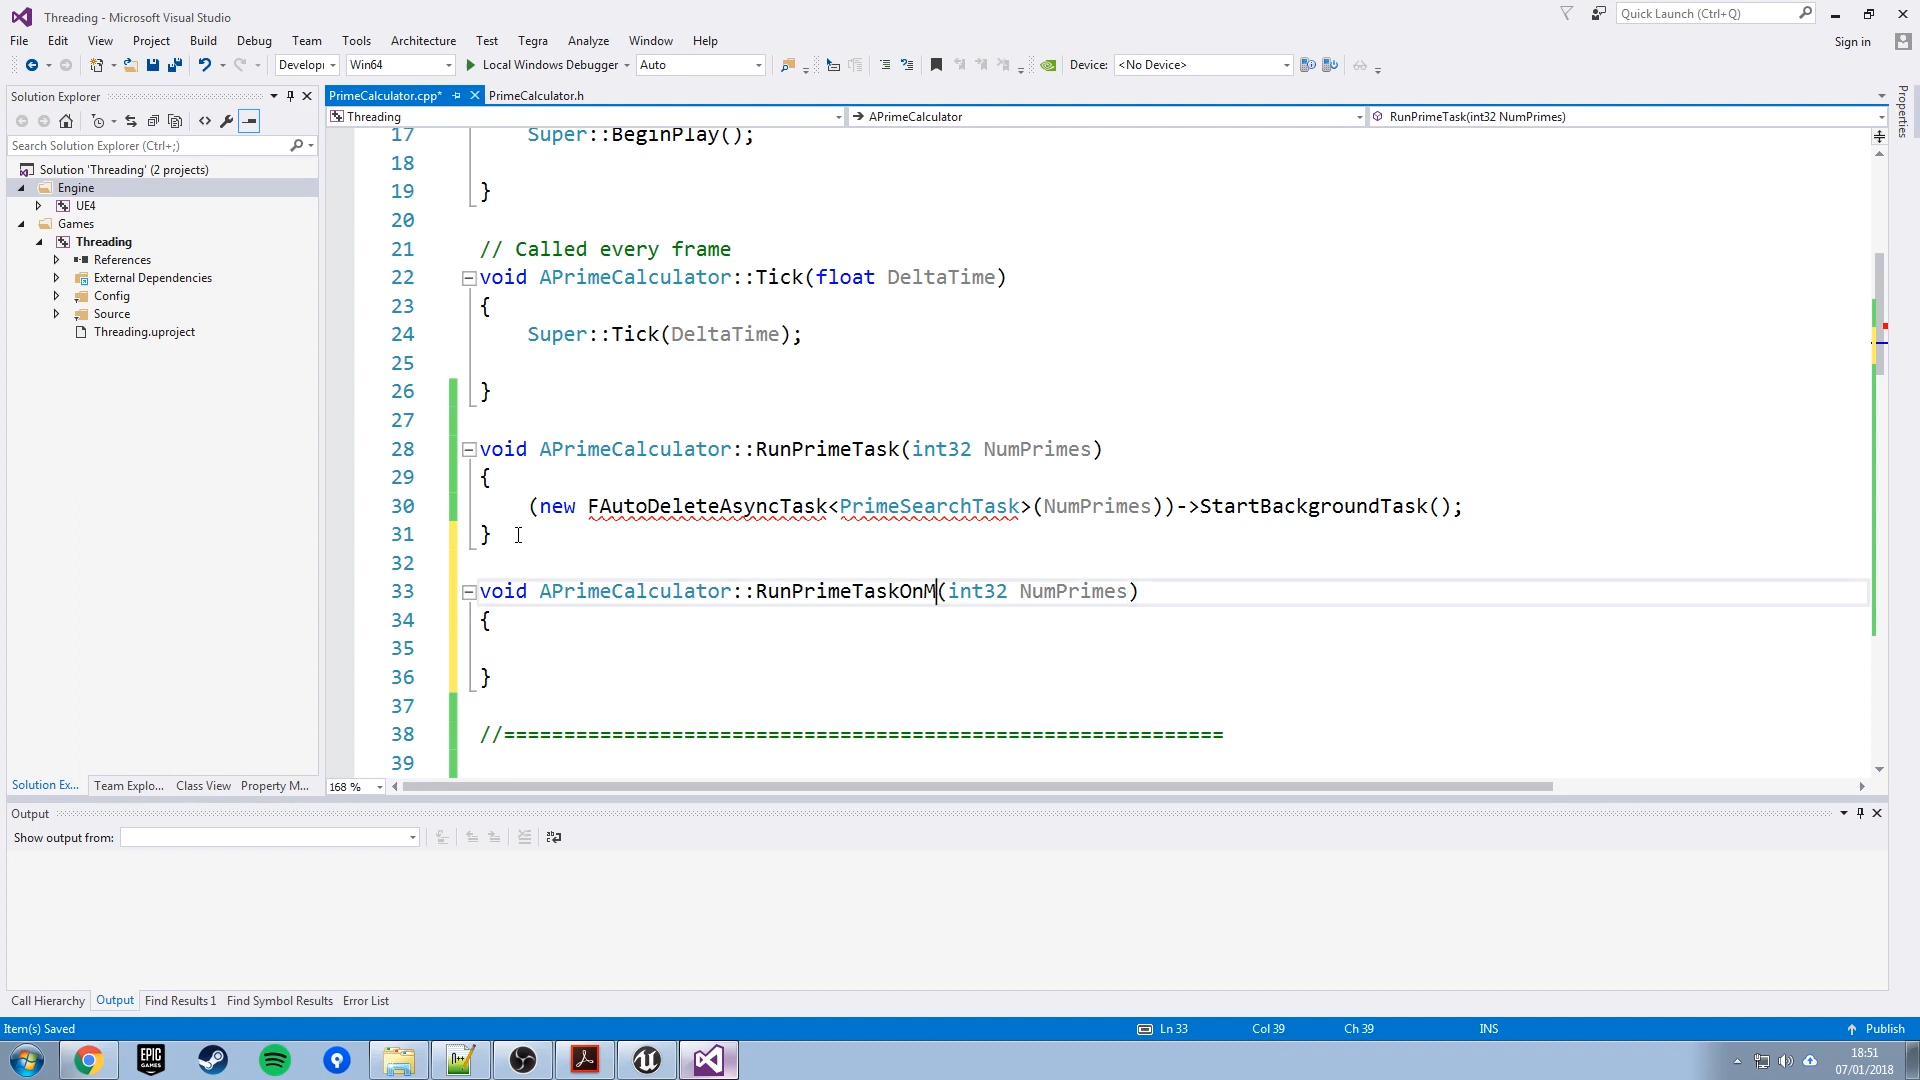 Threading - Microsoft Visual Studio
Quick Launch (Ctrl+Q)
File Edit View Project Build Debug Team Tools Tegra Architecture Test Analyze Window Help
Sign in
Developi Win64 Local Windows Debugger Auto Device: <No Device>
Solution Explorer
Search Solution Explorer (Ctrl+;)
Solution 'Threading' (2 projects)
Engine
UE4
Games
Threading
References
External Dependencies
Config
Source
Threading.uproject
Solution Ex... Team Explo... Class View Property M...
PrimeCalculator.cpp* PrimeCalculator.h
Threading APrimeCalculator RunPrimeTask(int32 NumPrimes)
Properties
17 Super::BeginPlay();
18
19 }
20
21 // Called every frame
22 void APrimeCalculator::Tick(float DeltaTime)
23 {
24 Super::Tick(DeltaTime);
25
26 }
27
28 void APrimeCalculator::RunPrimeTask(int32 NumPrimes)
29 {
30 (new FAutoDeleteAsyncTask<PrimeSearchTask>(NumPrimes))->StartBackgroundTask();
31 }
32
33 void APrimeCalculator::RunPrimeTaskOnM(int32 NumPrimes)
34 {
35
36 }
37
38 //============================================================
39
168 %
Output
Show output from:
Call Hierarchy Output Find Results 1 Find Symbol Results Error List
Item(s) Saved Ln 33 Col 39 Ch 39 INS Publish
EPIC GAMES
N++
18:51
07/01/2018